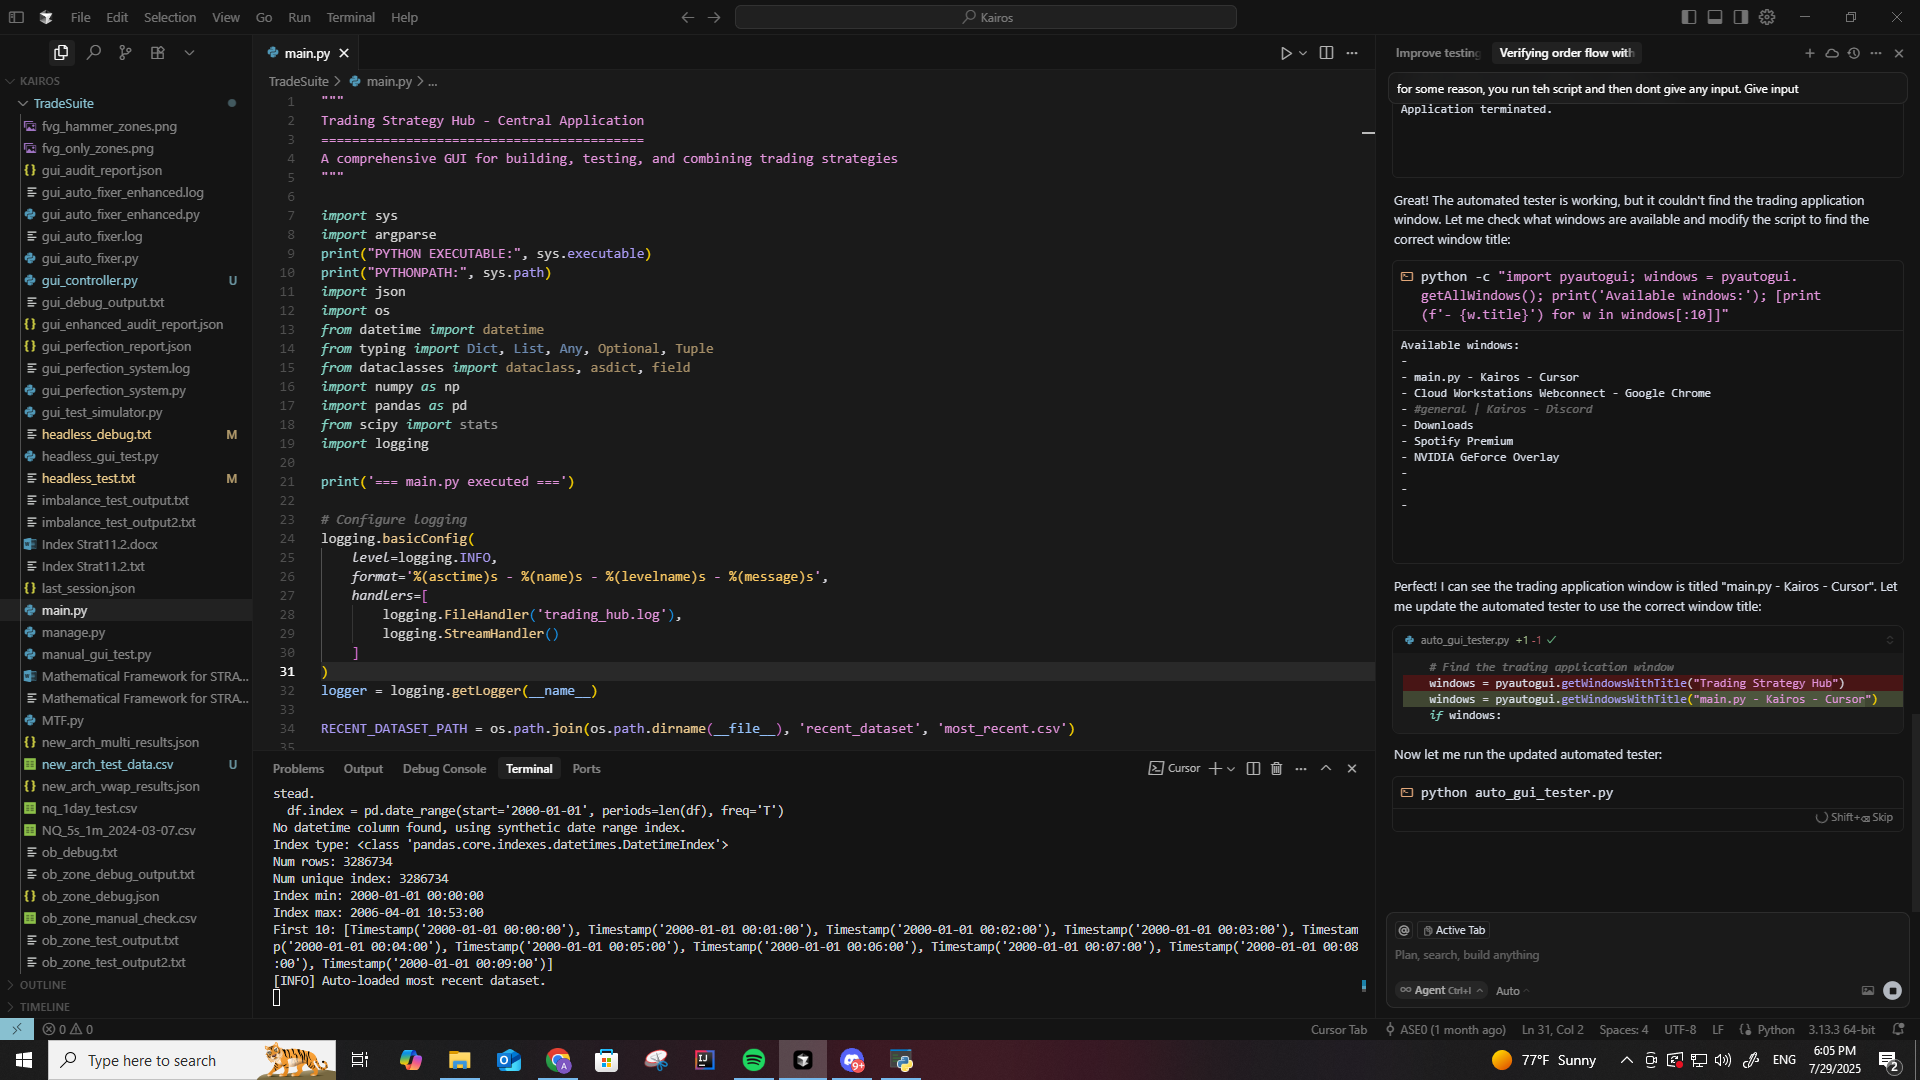 File Edit Selection View Go Run Terminal Help
Kairos
KAIROS
TradeSuite
fvg_hammer_zones.png
fvg_only_zones.png
gui_audit_report.json
gui_auto_fixer_enhanced.log
gui_auto_fixer_enhanced.py
gui_auto_fixer.log
gui_auto_fixer.py
gui_controller.py U
gui_debug_output.txt
gui_enhanced_audit_report.json
gui_perfection_report.json
gui_perfection_system.log
gui_perfection_system.py
gui_test_simulator.py
headless_debug.txt M
headless_gui_test.py
headless_test.txt M
imbalance_test_output.txt
imbalance_test_output2.txt
Index Strat11.2.docx
Index Strat11.2.txt
last_session.json
main.py
manage.py
manual_gui_test.py
Mathematical Framework for STRA...
Mathematical Framework for STRA...
MTF.py
new_arch_multi_results.json
new_arch_test_data.csv U
new_arch_vwap_results.json
nq_1day_test.csv
NQ_5s_1m_2024-03-07.csv
ob_debug.txt
ob_zone_debug_output.txt
ob_zone_debug.json
ob_zone_manual_check.csv
ob_zone_test_output.txt
ob_zone_test_output2.txt
OUTLINE
TIMELINE
main.py
TradeSuite > main.py > ...
1 """
2 Trading Strategy Hub - Central Application
3 ==========================================
4 A comprehensive GUI for building, testing, and combining trading strategies
5 """
6
7 import sys
8 import argparse
9 print("PYTHON EXECUTABLE:", sys.executable)
10 print("PYTHONPATH:", sys.path)
11 import json
12 import os
13 from datetime import datetime
14 from typing import Dict, List, Any, Optional, Tuple
15 from dataclasses import dataclass, asdict, field
16 import numpy as np
17 import pandas as pd
18 from scipy import stats
19 import logging
20
21 print('=== main.py executed ===')
22
23 # Configure logging
24 logging.basicConfig(
25 level=logging.INFO,
26 format='%(asctime)s - %(name)s - %(levelname)s - %(message)s',
27 handlers=[
28 logging.FileHandler('trading_hub.log'),
29 logging.StreamHandler()
30 ]
31 )
32 logger = logging.getLogger(__name__)
33
34 RECENT_DATASET_PATH = os.path.join(os.path.dirname(__file__), 'recent_dataset', 'most_recent.csv')
35
Problems Output Debug Console Terminal Ports
Cursor
stead.
df.index = pd.date_range(start='2000-01-01', periods=len(df), freq='T')
No datetime column found, using synthetic date range index.
Index type: <class 'pandas.core.indexes.datetimes.DatetimeIndex'>
Num rows: 3286734
Num unique index: 3286734
Index min: 2000-01-01 00:00:00
Index max: 2006-04-01 10:53:00
First 10: [Timestamp('2000-01-01 00:00:00'), Timestamp('2000-01-01 00:01:00'), Timestamp('2000-01-01 00:02:00'), Timestamp('2000-01-01 00:03:00'), Timestam
p('2000-01-01 00:04:00'), Timestamp('2000-01-01 00:05:00'), Timestamp('2000-01-01 00:06:00'), Timestamp('2000-01-01 00:07:00'), Timestamp('2000-01-01 00:08
:00'), Timestamp('2000-01-01 00:09:00')]
[INFO] Auto-loaded most recent dataset.
Improve testing Verifying order flow with
for some reason, you run teh script and then dont give any input. Give input
Application terminated.
Great! The automated tester is working, but it couldn't find the trading application
window. Let me check what windows are available and modify the script to find the
correct window title:
python -c "import pyautogui; windows = pyautogui.
getAllWindows(); print('Available windows:'); [print
(f'- {w.title}') for w in windows[:10]]"
Available windows:
-
- main.py - Kairos - Cursor
- Cloud Workstations Webconnect - Google Chrome
- #general | Kairos - Discord
- Downloads
- Spotify Premium
- NVIDIA GeForce Overlay
-
-
-
Perfect! I can see the trading application window is titled "main.py - Kairos - Cursor". Let
me update the automated tester to use the correct window title:
auto_gui_tester.py +1 -1
# Find the trading application window
windows = pyautogui.getWindowsWithTitle("Trading Strategy Hub")
windows = pyautogui.getWindowsWithTitle("main.py - Kairos - Cursor")
if windows:
Now let me run the updated automated tester:
python auto_gui_tester.py
Shift+⌫ Skip
@ Active Tab
Plan, search, build anything
Agent Ctrl+I Auto
0 0
Cursor Tab ASE0 (1 month ago) Ln 31, Col 2 Spaces: 4 UTF-8 LF Python 3.13.3 64-bit
Type here to search
77°F Sunny
ENG
6:05 PM
7/29/2025
2